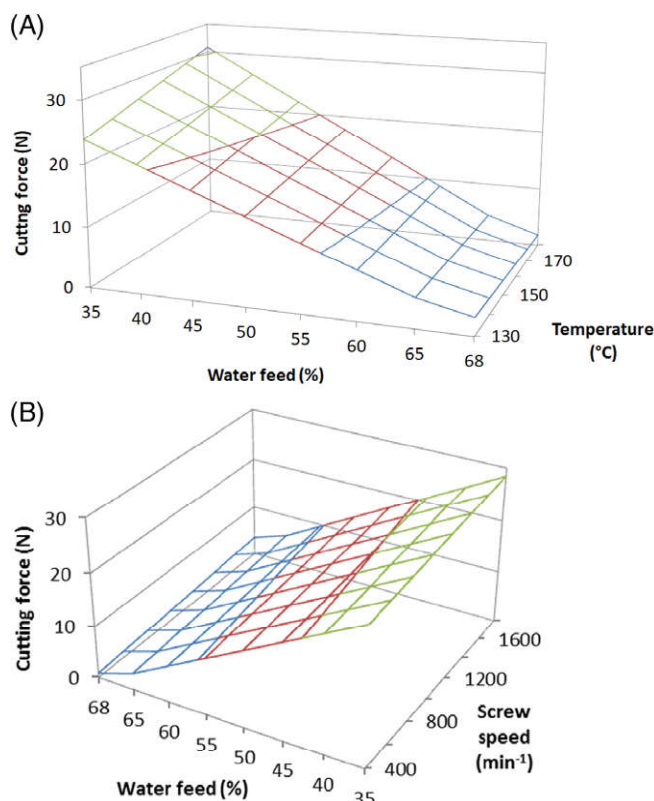 (A)
30
20
10
0
Cuttng force (N)
35
40
45
50
55
60
65
68
Water feed (%)
130
150
170
Temperature
(°C)
(B)
30
20
10
0
Cutting force (N)
68
65
60
55
50
45
40
35
Water feed (%)
400
800
1200
1600
Screw
speed
(min⁻¹)